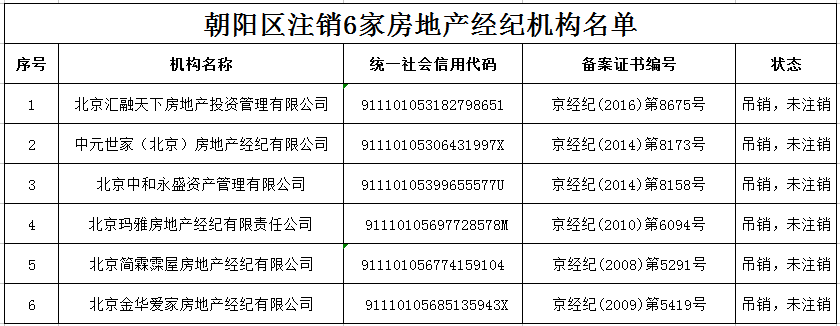 朝阳区注销6家房地产经纪机构名单
序号 机构名称 统一社会信用代码 备案证书编号 状态
1 北京汇融天下房地产投资管理有限公司 911101053182798651 京经纪(2016)第8675号 吊销，未注销
2 中元世家（北京）房地产经纪有限公司 91110105306431997X 京经纪(2014)第8173号 吊销，未注销
3 北京中和永盛资产管理有限公司 91110105399655577U 京经纪(2014)第8158号 吊销，未注销
4 北京玛雅房地产经纪有限责任公司 91110105697728578M 京经纪(2010)第6094号 吊销，未注销
5 北京简霖霂屋房地产经纪有限公司 911101056774159104 京经纪(2008)第5291号 吊销，未注销
6 北京金华爱家房地产经纪有限公司 91110105685135943X 京经纪(2009)第5419号 吊销，未注销